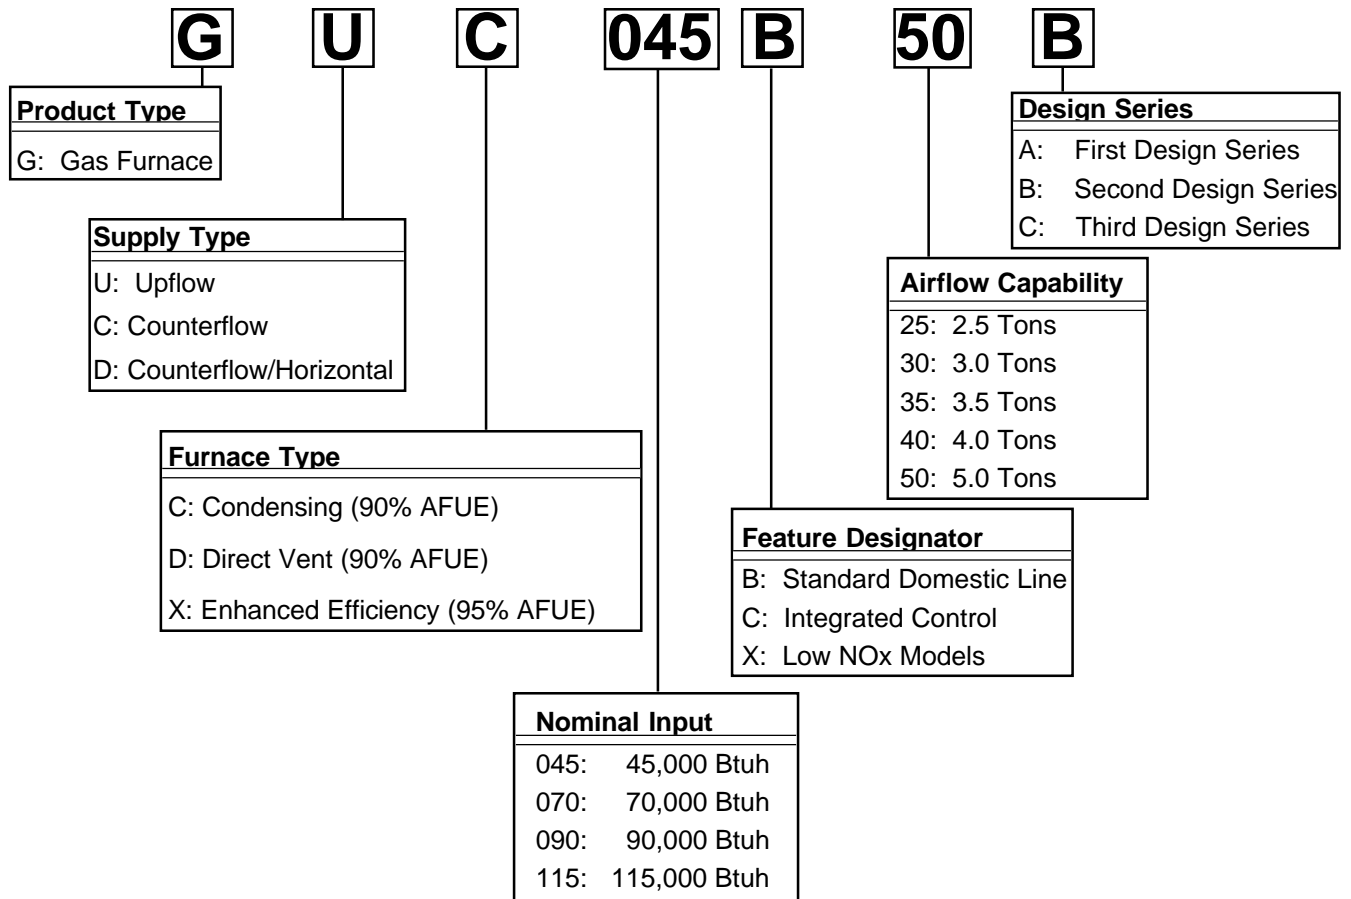 G U C 045 B 50 B
Product Type
G: Gas Furnace
Supply Type
U: Upflow
C: Counterflow
D: Counterflow/Horizontal
Furnace Type
C: Condensing (90% AFUE)
D: Direct Vent (90% AFUE)
X: Enhanced Efficiency (95% AFUE)
Nominal Input
045: 45,000 Btuh
070: 70,000 Btuh
090: 90,000 Btuh
115: 115,000 Btuh
Feature Designator
B: Standard Domestic Line
C: Integrated Control
X: Low NOx Models
Airflow Capability
25: 2.5 Tons
30: 3.0 Tons
35: 3.5 Tons
40: 4.0 Tons
50: 5.0 Tons
Design Series
A: First Design Series
B: Second Design Series
C: Third Design Series